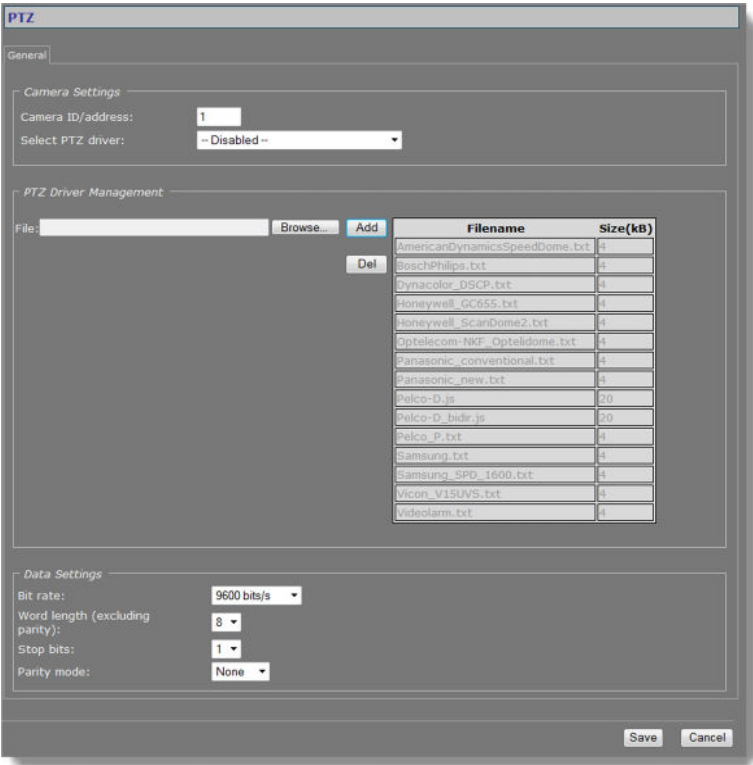 PTZ
General
Camera Settings
Camera ID/address: 1
Select PTZ driver: -- Disabled --
PTZ Driver Management
File: Browse... Add
Del
Filename Size(kB)
AmericanDynamicsSpeedDome.txt 4
BoschPhilips.txt 4
Dynacolor_DSCP.txt 4
Honeywell_GC655.txt 4
Honeywell_ScanDome2.txt 4
Optelecom-NKF_Optelidome.txt 4
Panasonic_conventional.txt 4
Panasonic_new.txt 4
Pelco-D.js 20
Pelco-D_bidir.js 20
Pelco_P.txt 4
Samsung.txt 4
Samsung_SPD_1600.txt 4
Vicon_V15UVS.txt 4
Videolarm.txt 4
Data Settings
Bit rate: 9600 bits/s
Word length (excluding
parity): 8
Stop bits: 1
Parity mode: None
Save Cancel